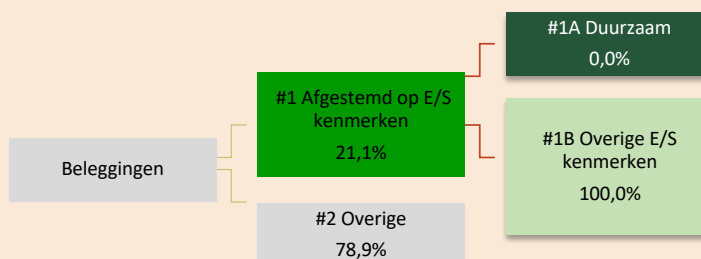 Beleggingen
#1 Afgestemd op E/S
kenmerken
21,1%
#2 Overige
78,9%
#1A Duurzaam
0,0%
#1B Overige E/S
kenmerken
100,0%